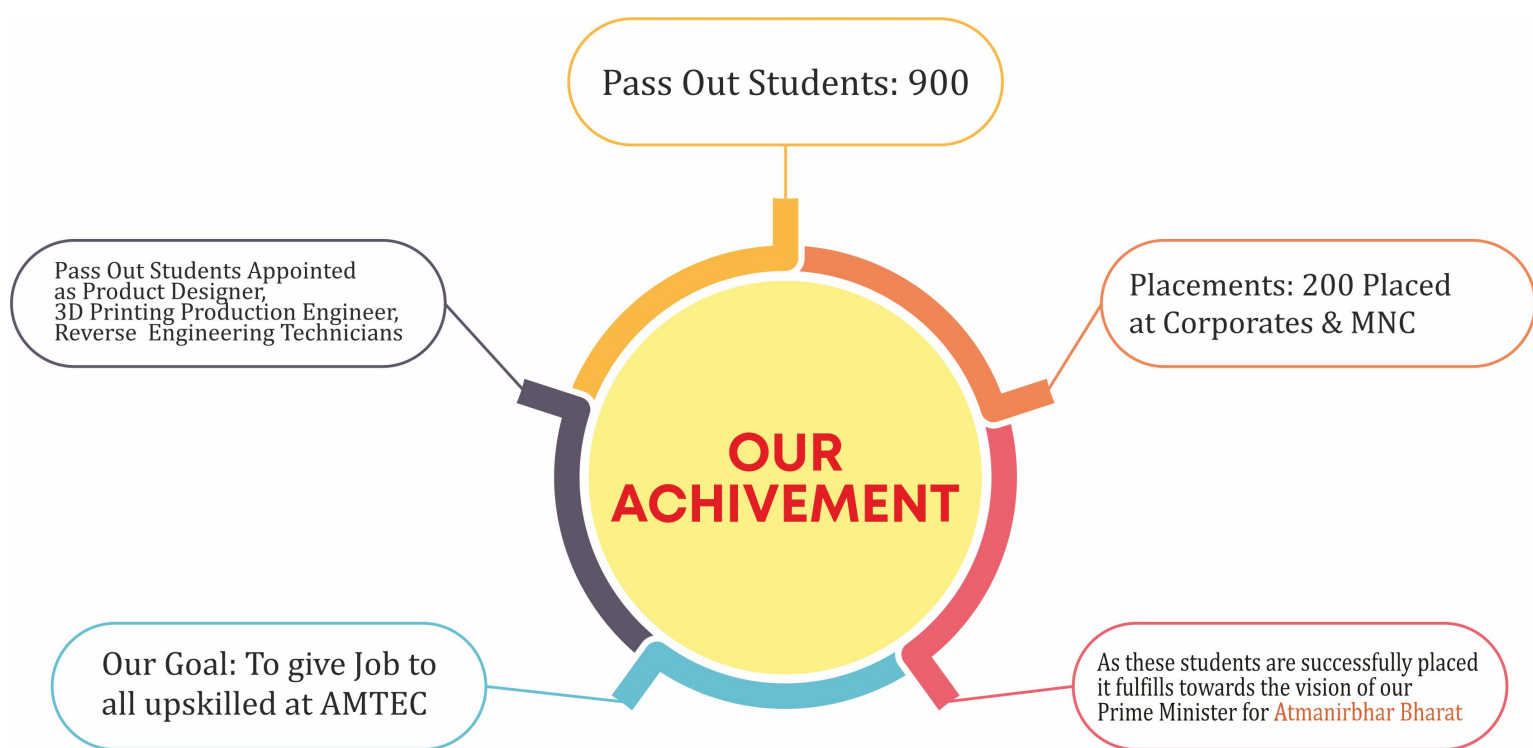 Pass Out Students: 900
Pass Out Students Appointed
as Product Designer,
3D Printing Production Engineer,
Reverse Engineering Technicians
Placements: 200 Placed
at Corporates & MNC
OUR
ACHIVEMENT
Our Goal: To give Job to
all upskilled at AMTEC
As these students are successfully placed
it fulfills towards the vision of our
Prime Minister for Atmanirbhar Bharat